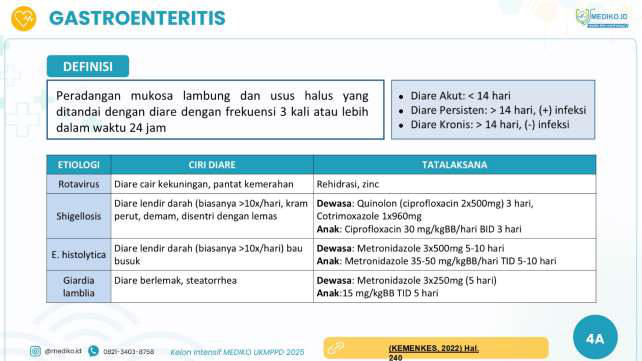 GASTROENTERITIS
MEDIKO.ID
DEFINISI
Peradangan mukosa lambung dan usus halus yang
ditandai dengan diare dengan frekuensi 3 kali atau lebih
dalam waktu 24 jam
• Diare Akut: < 14 hari
• Diare Persisten: > 14 hari, (+) infeksi
• Diare Kronis: > 14 hari, (-) infeksi
ETIOLOGI CIRI DIARE TATALAKSANA
Rotavirus Diare cair kekuningan, pantat kemerahan Rehidrasi, zinc
Shigellosis Diare lendir darah (biasanya >10x/hari, kram
perut, demam, disentri dengan lemas
Dewasa: Quinolon (ciprofloxacin 2x500mg) 3 hari,
Cotrimoxazole 1x960mg
Anak: Ciprofloxacin 30 mg/kgBB/hari BID 3 hari
E. histolytica Diare lendir darah (biasanya >10x/hari) bau
busuk
Dewasa: Metronidazole 3x500mg 5-10 hari
Anak: Metronidazole 35-50 mg/kgBB/hari TID 5-10 hari
Giardia
lamblia
Diare berlemak, steatorrhea
Dewasa: Metronidazole 3x250mg (5 hari)
Anak:15 mg/kgBB TID 5 hari
@mediko.id 0821-3403-8758 Kelon Intensif MEDIKO UKMPPD 2025
(KEMENKES, 2022) Hal.
240
4A